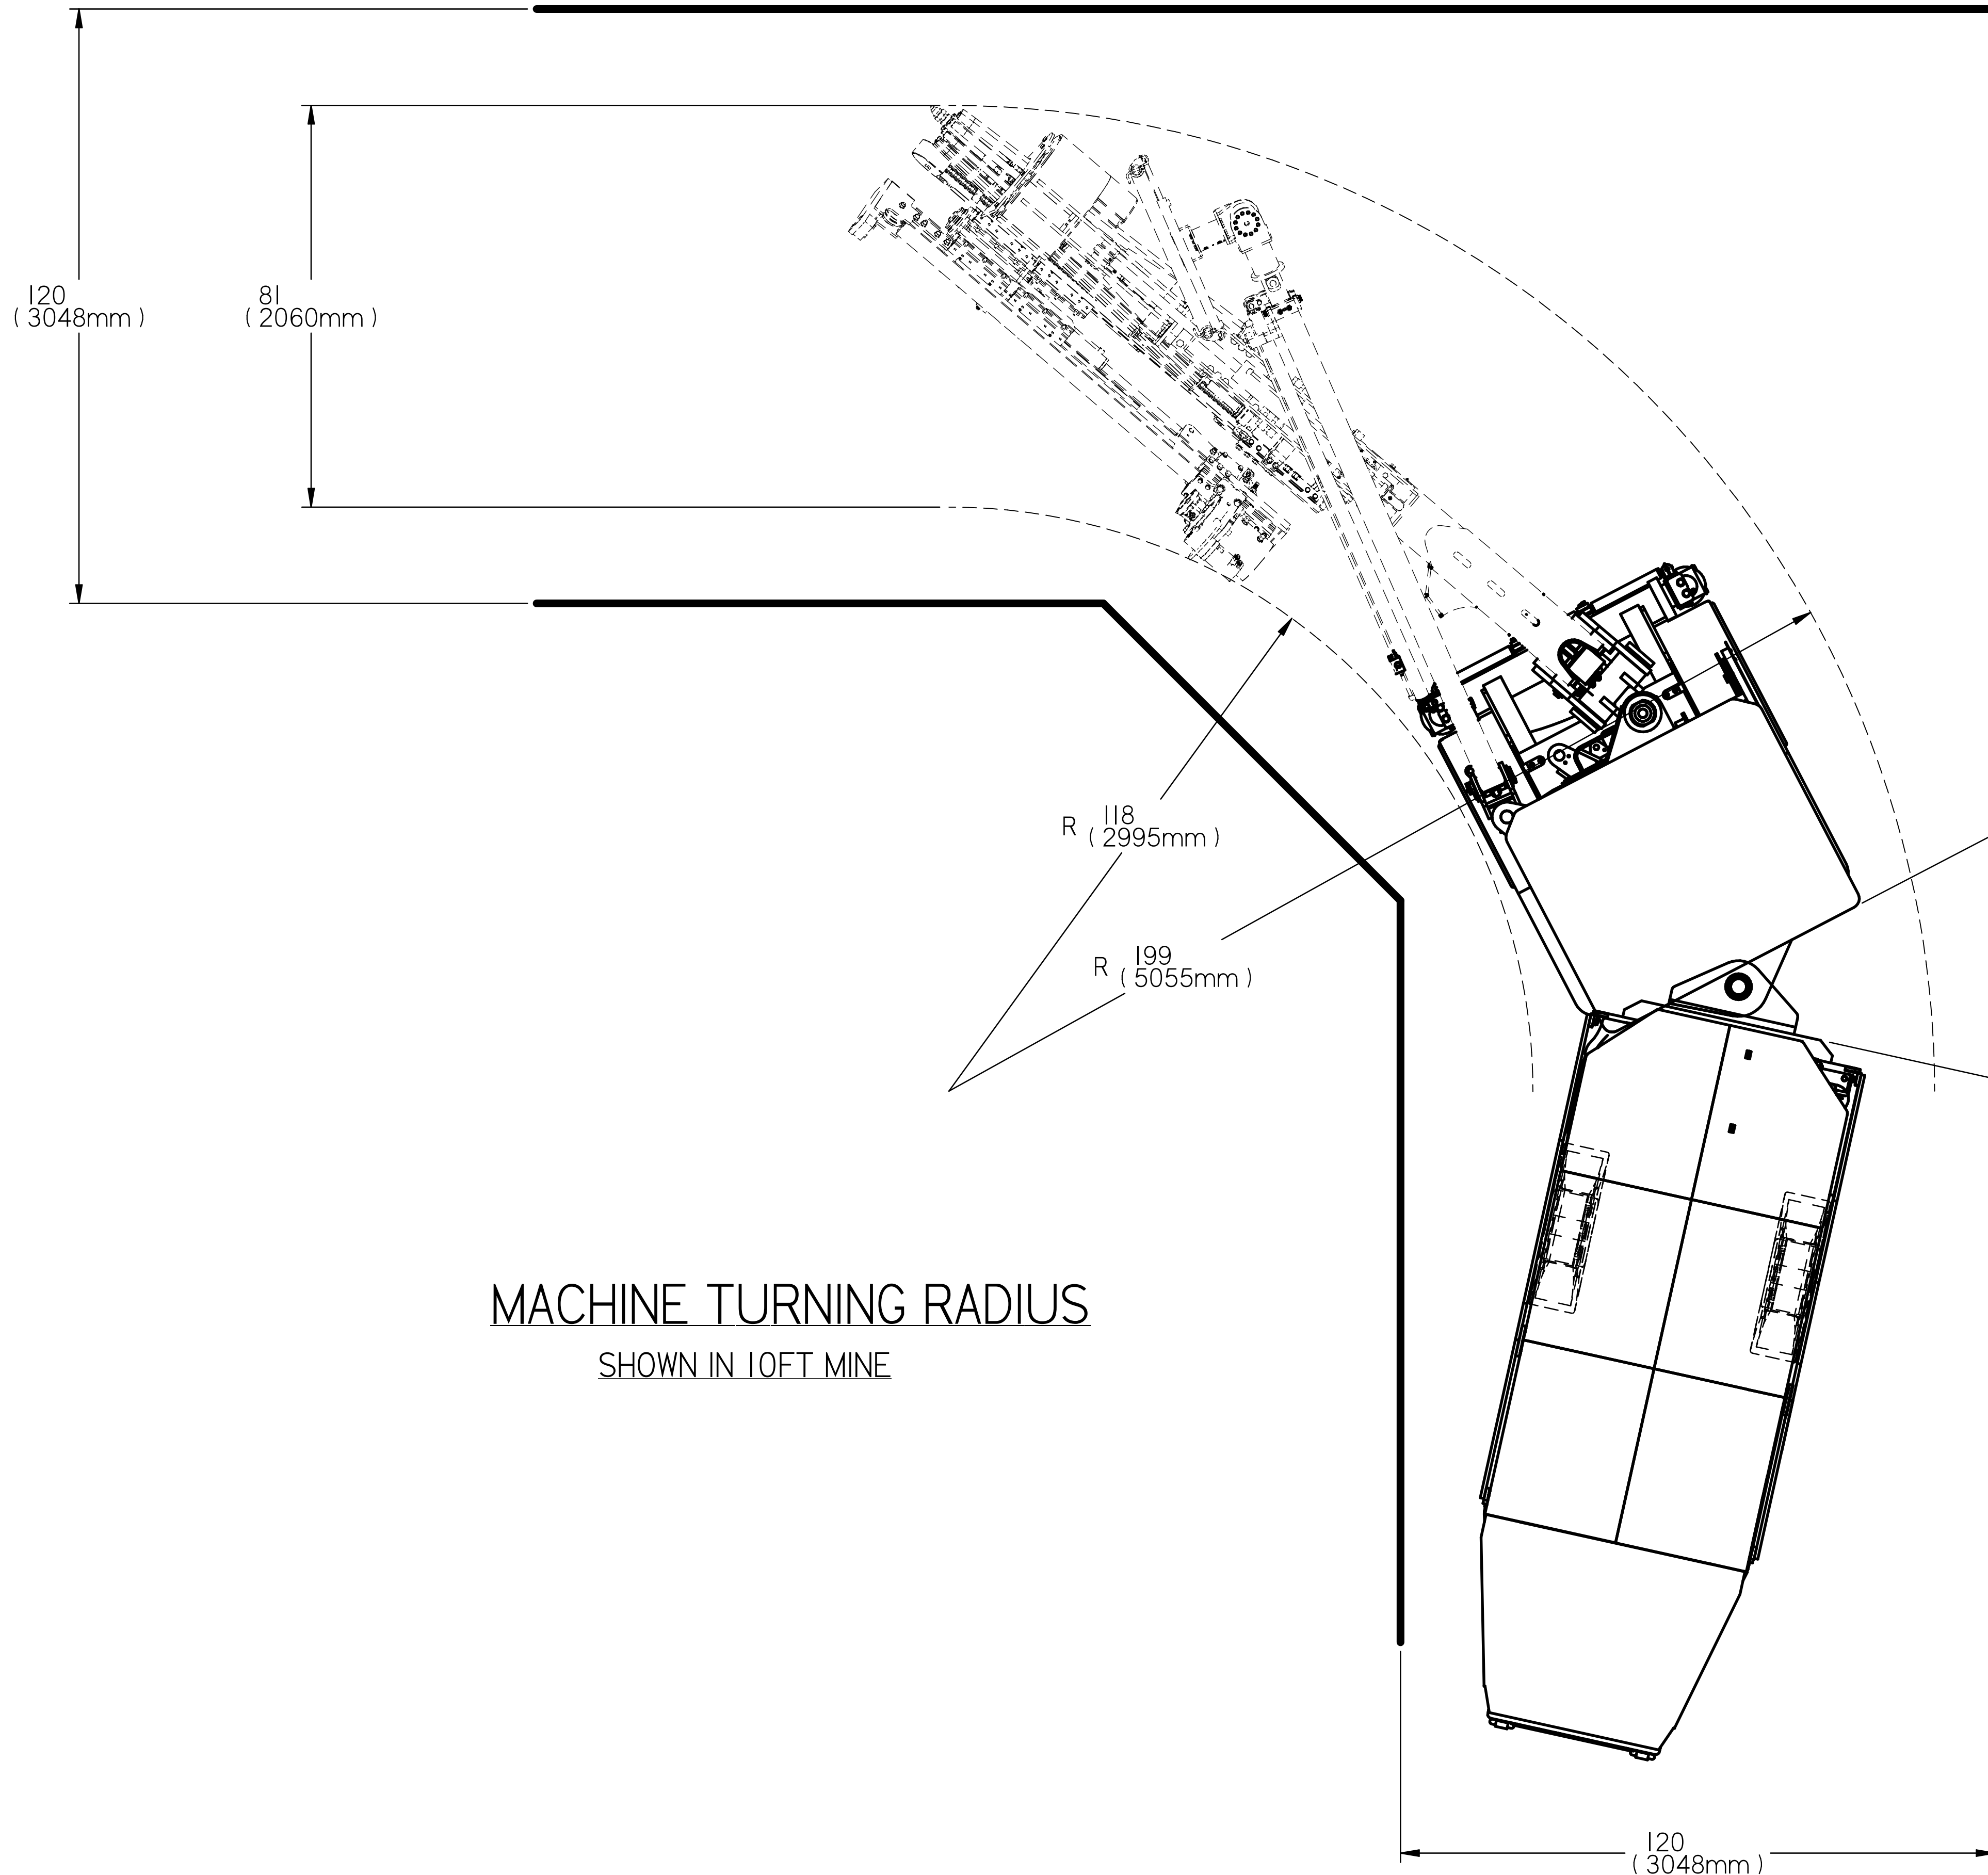 120
( 3048mm )
81
( 2060mm )
R 118
( 2995mm )
R 199
( 5055mm )
MACHINE TURNING RADIUS
SHOWN IN 10FT MINE
120
( 3048mm )